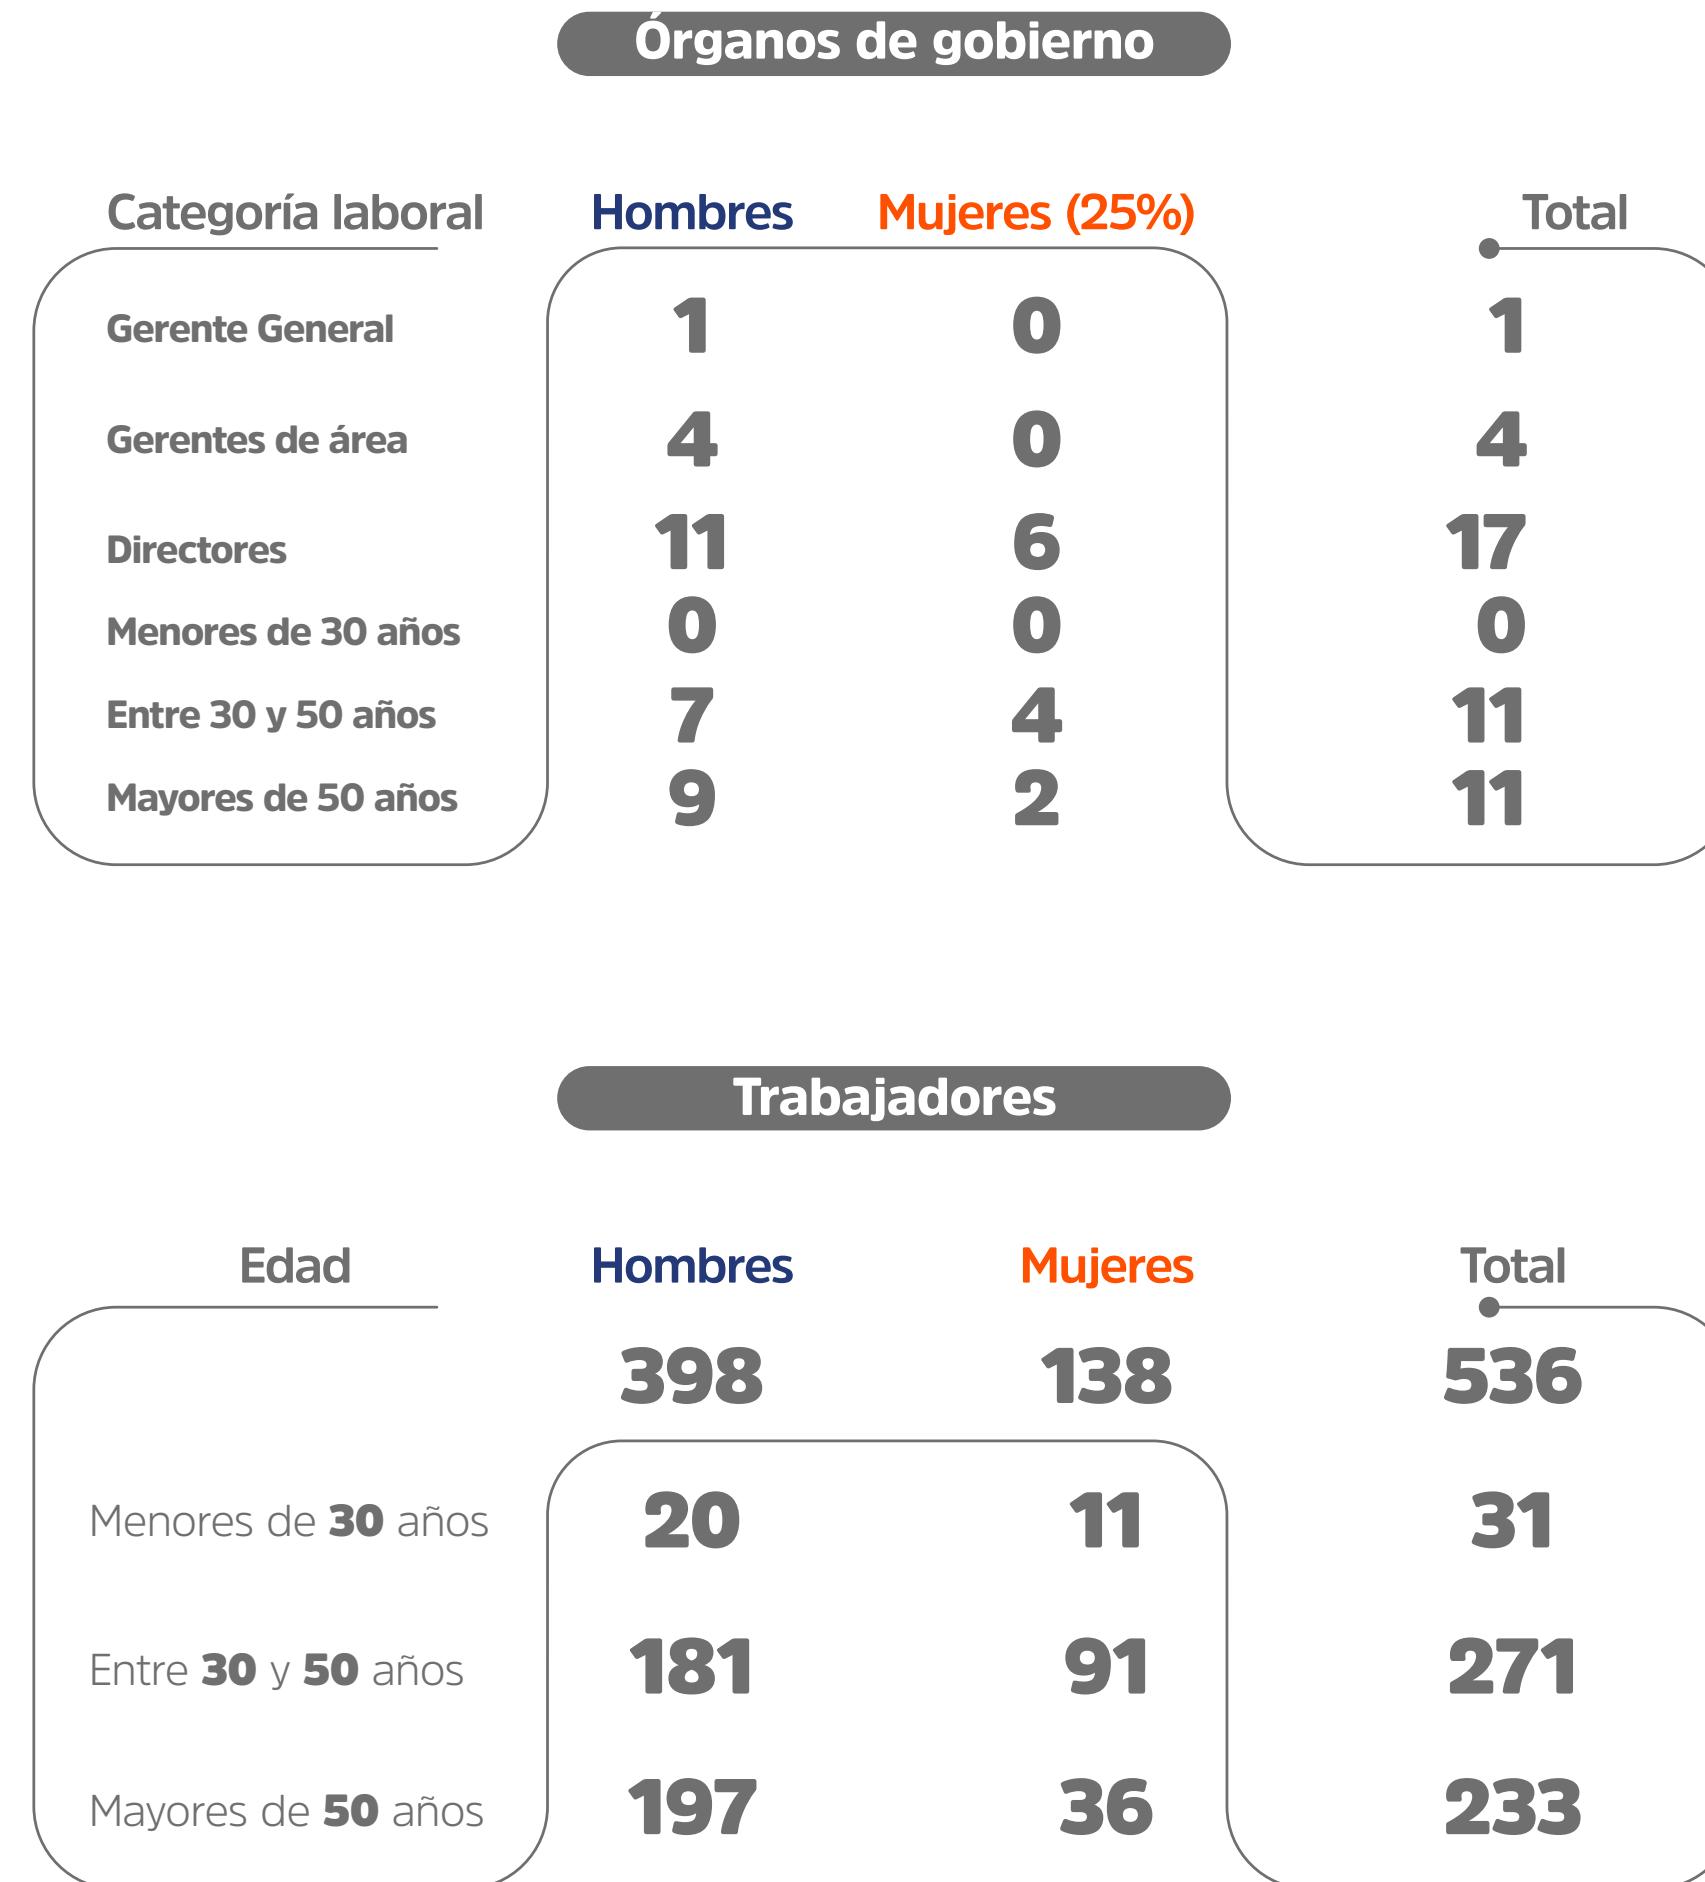 Órganos de gobierno
Categoría laboral Hombres Mujeres (25%) Total
Gerente General 1 0 1
Gerentes de área 4 0 4
Directores 11 6 17
Menores de 30 años 0 0 0
Entre 30 y 50 años 7 4 11
Mayores de 50 años 9 2 11
Trabajadores
Edad Hombres Mujeres Total
398 138 536
Menores de 30 años 20 11 31
Entre 30 y 50 años 181 91 271
Mayores de 50 años 197 36 233